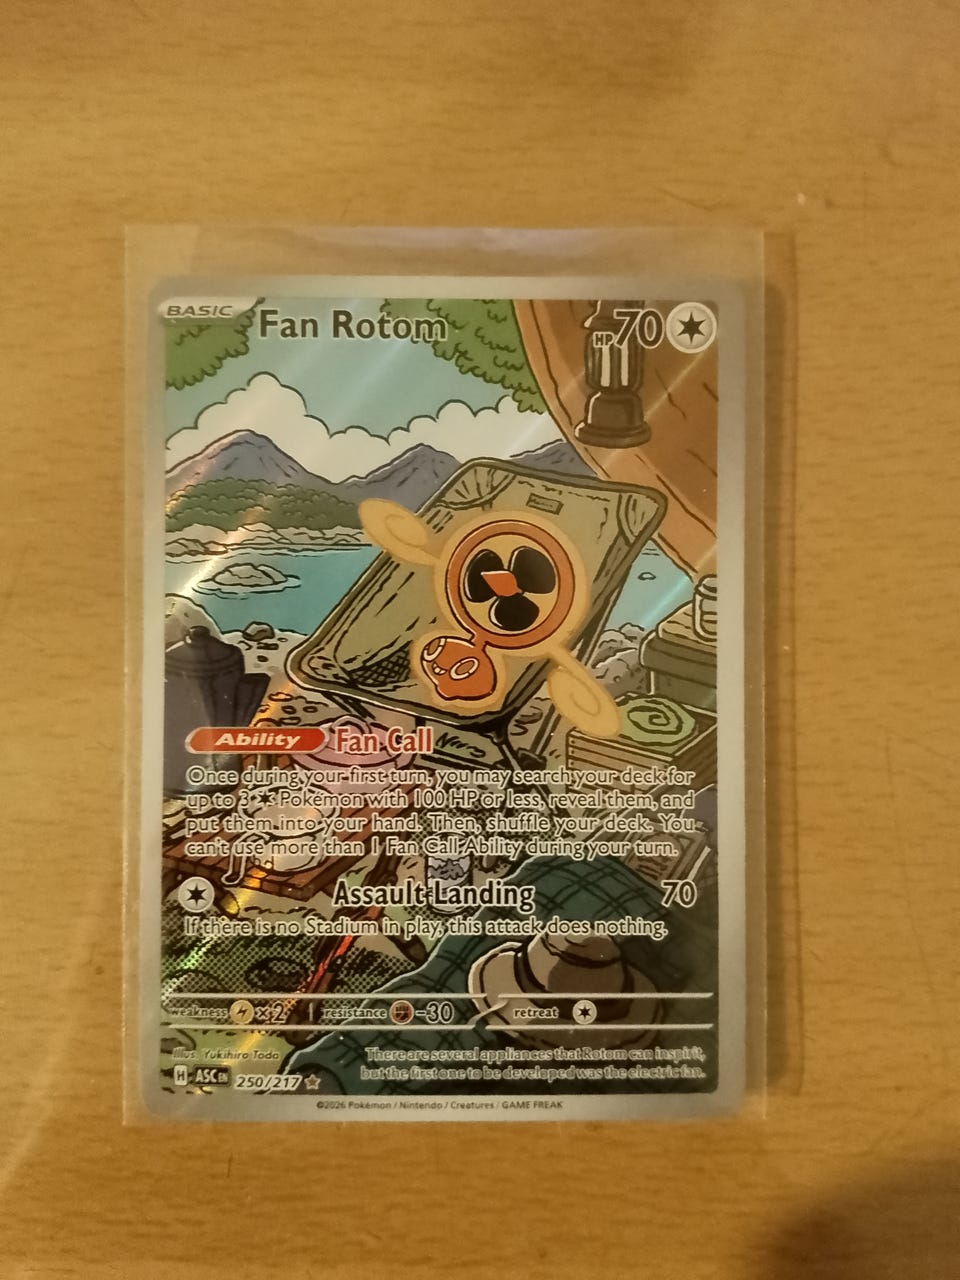 BASIC Fan Rotom HP 70
Ability Fan Call
Once during your first turn, you may search your deck for
up to 3 Pokémon with 100 HP or less, reveal them, and
put them into your hand. Then, shuffle your deck. You
can't use more than 1 Fan Call Ability during your turn.
Assault Landing 70
If there is no Stadium in play, this attack does nothing.
weakness ×2 resistance -30 retreat
Illus. Yukihiro Tada
There are several appliances that Rotom can inspirit,
but the first one to be developed was the electric fan.
H ASC EN 250/217
©2026 Pokémon / Nintendo / Creatures / GAME FREAK